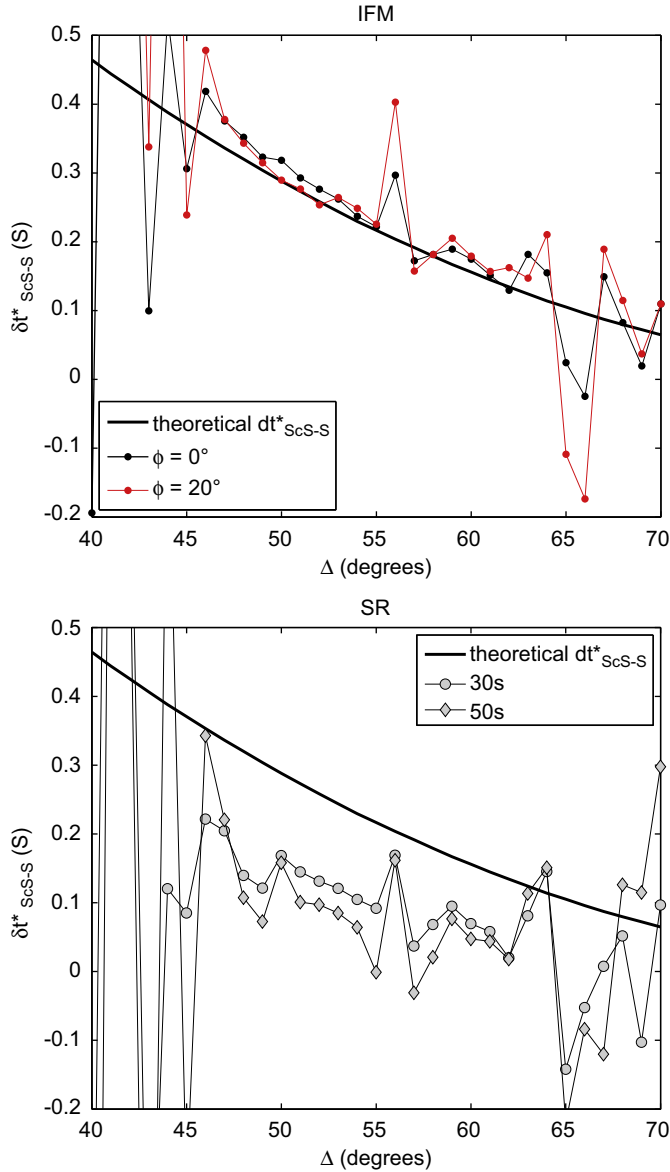 IFM
0.5
0.4
0.3
0.2
0.1
0
-0.1
-0.2
δt* ScS-S (S)
theoretical dt*ScS-S
ϕ = 0°
ϕ = 20°
40 45 50 55 60 65 70
Δ (degrees)
SR
0.5
0.4
0.3
0.2
0.1
0
-0.1
-0.2
δt* ScS-S (S)
theoretical dt*ScS-S
30s
50s
40 45 50 55 60 65 70
Δ (degrees)